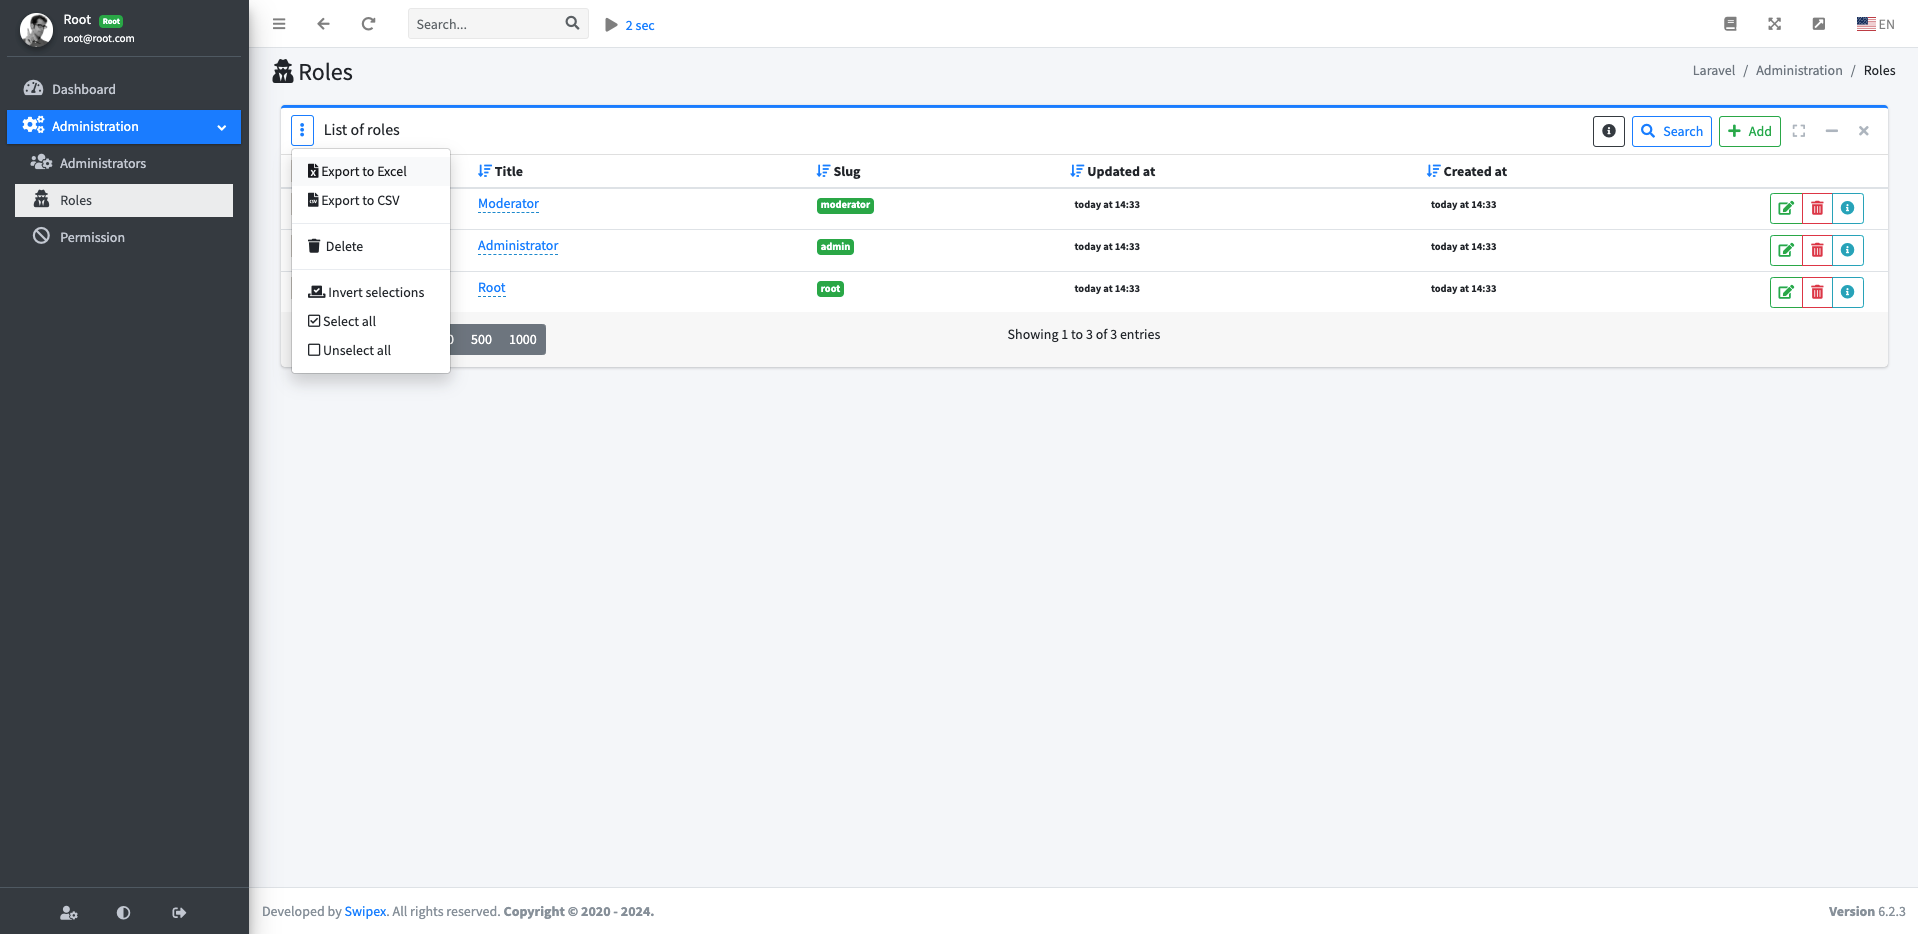 Root Root
root@root.com
Dashboard
Administration
Administrators
Roles
Permission
Search...
2 sec
EN
Roles
Laravel / Administration / Roles
List of roles
Search
Add
Export to Excel
Export to CSV
Delete
Invert selections
Select all
Unselect all
Title Slug Updated at Created at
Moderator moderator today at 14:33 today at 14:33
Administrator admin today at 14:33 today at 14:33
Root root today at 14:33 today at 14:33
500 1000
Showing 1 to 3 of 3 entries
Developed by Swipex. All rights reserved. Copyright © 2020 - 2024.
Version 6.2.3